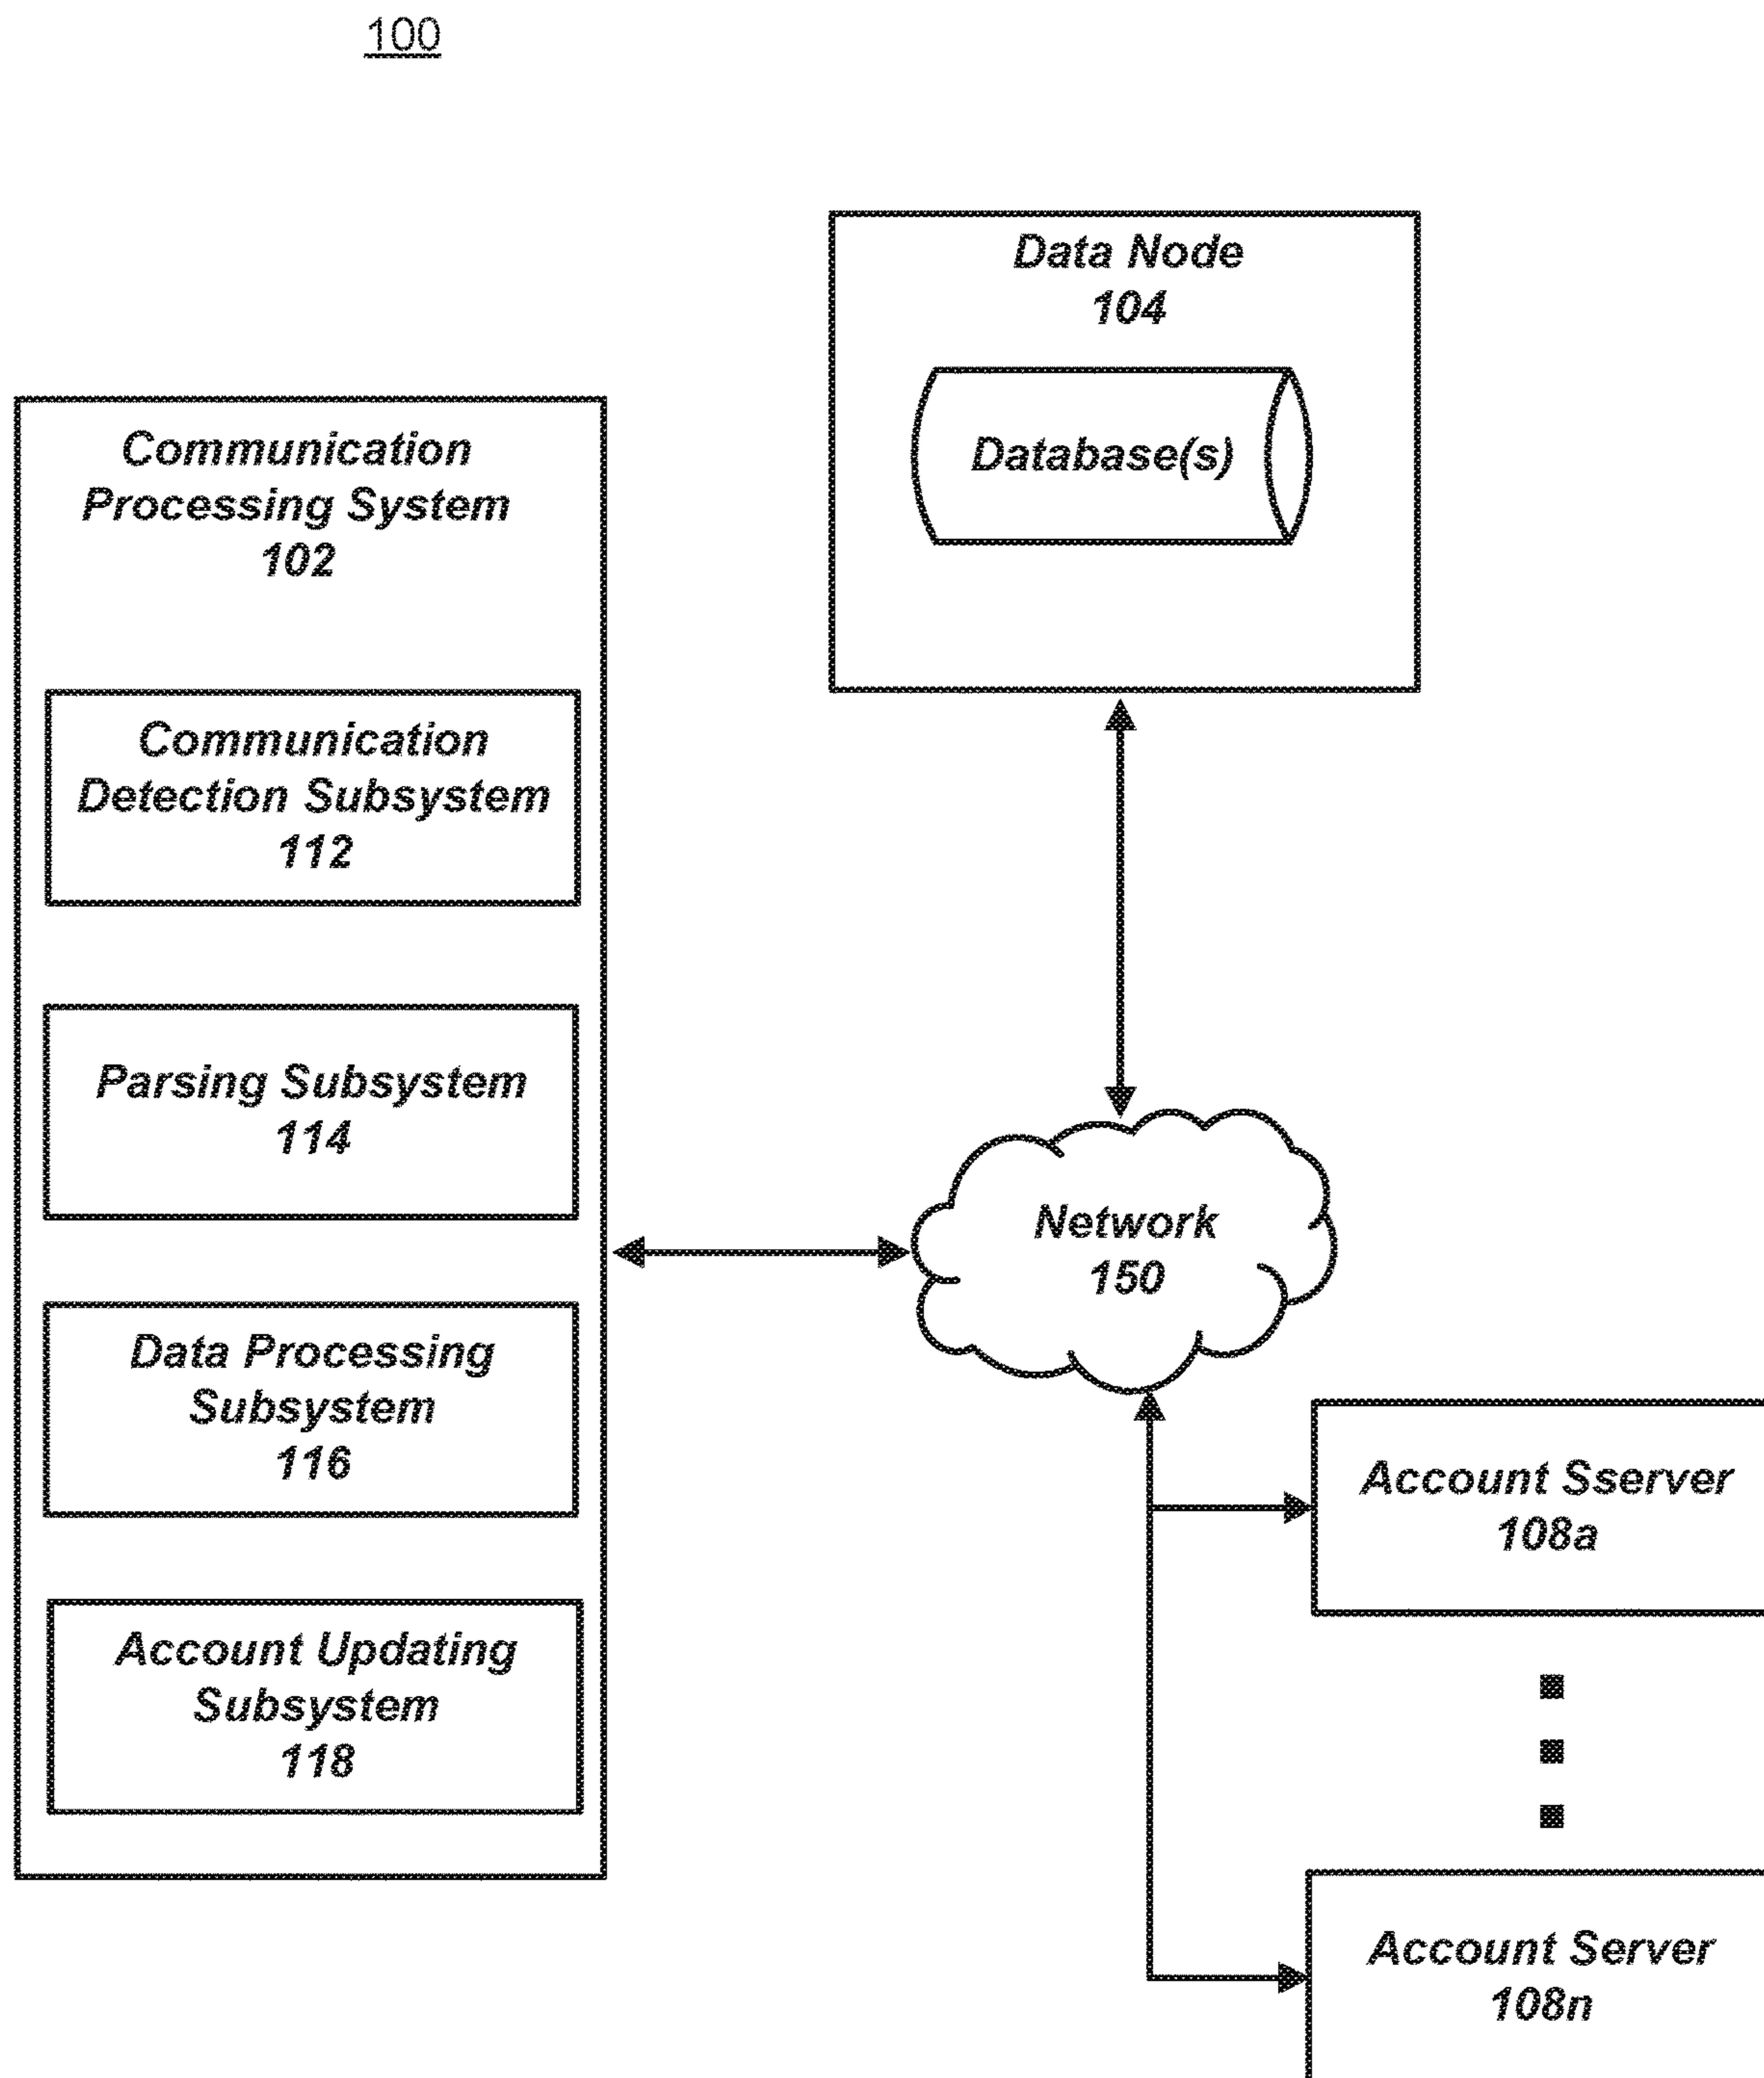 100
Data Node
104
Database(s)
Communication
Processing System
102
Communication
Detection Subsystem
112
Parsing Subsystem
114
Data Processing
Subsystem
116
Account Updating
Subsystem
118
Network
150
Account Sserver
108a
Account Server
108n